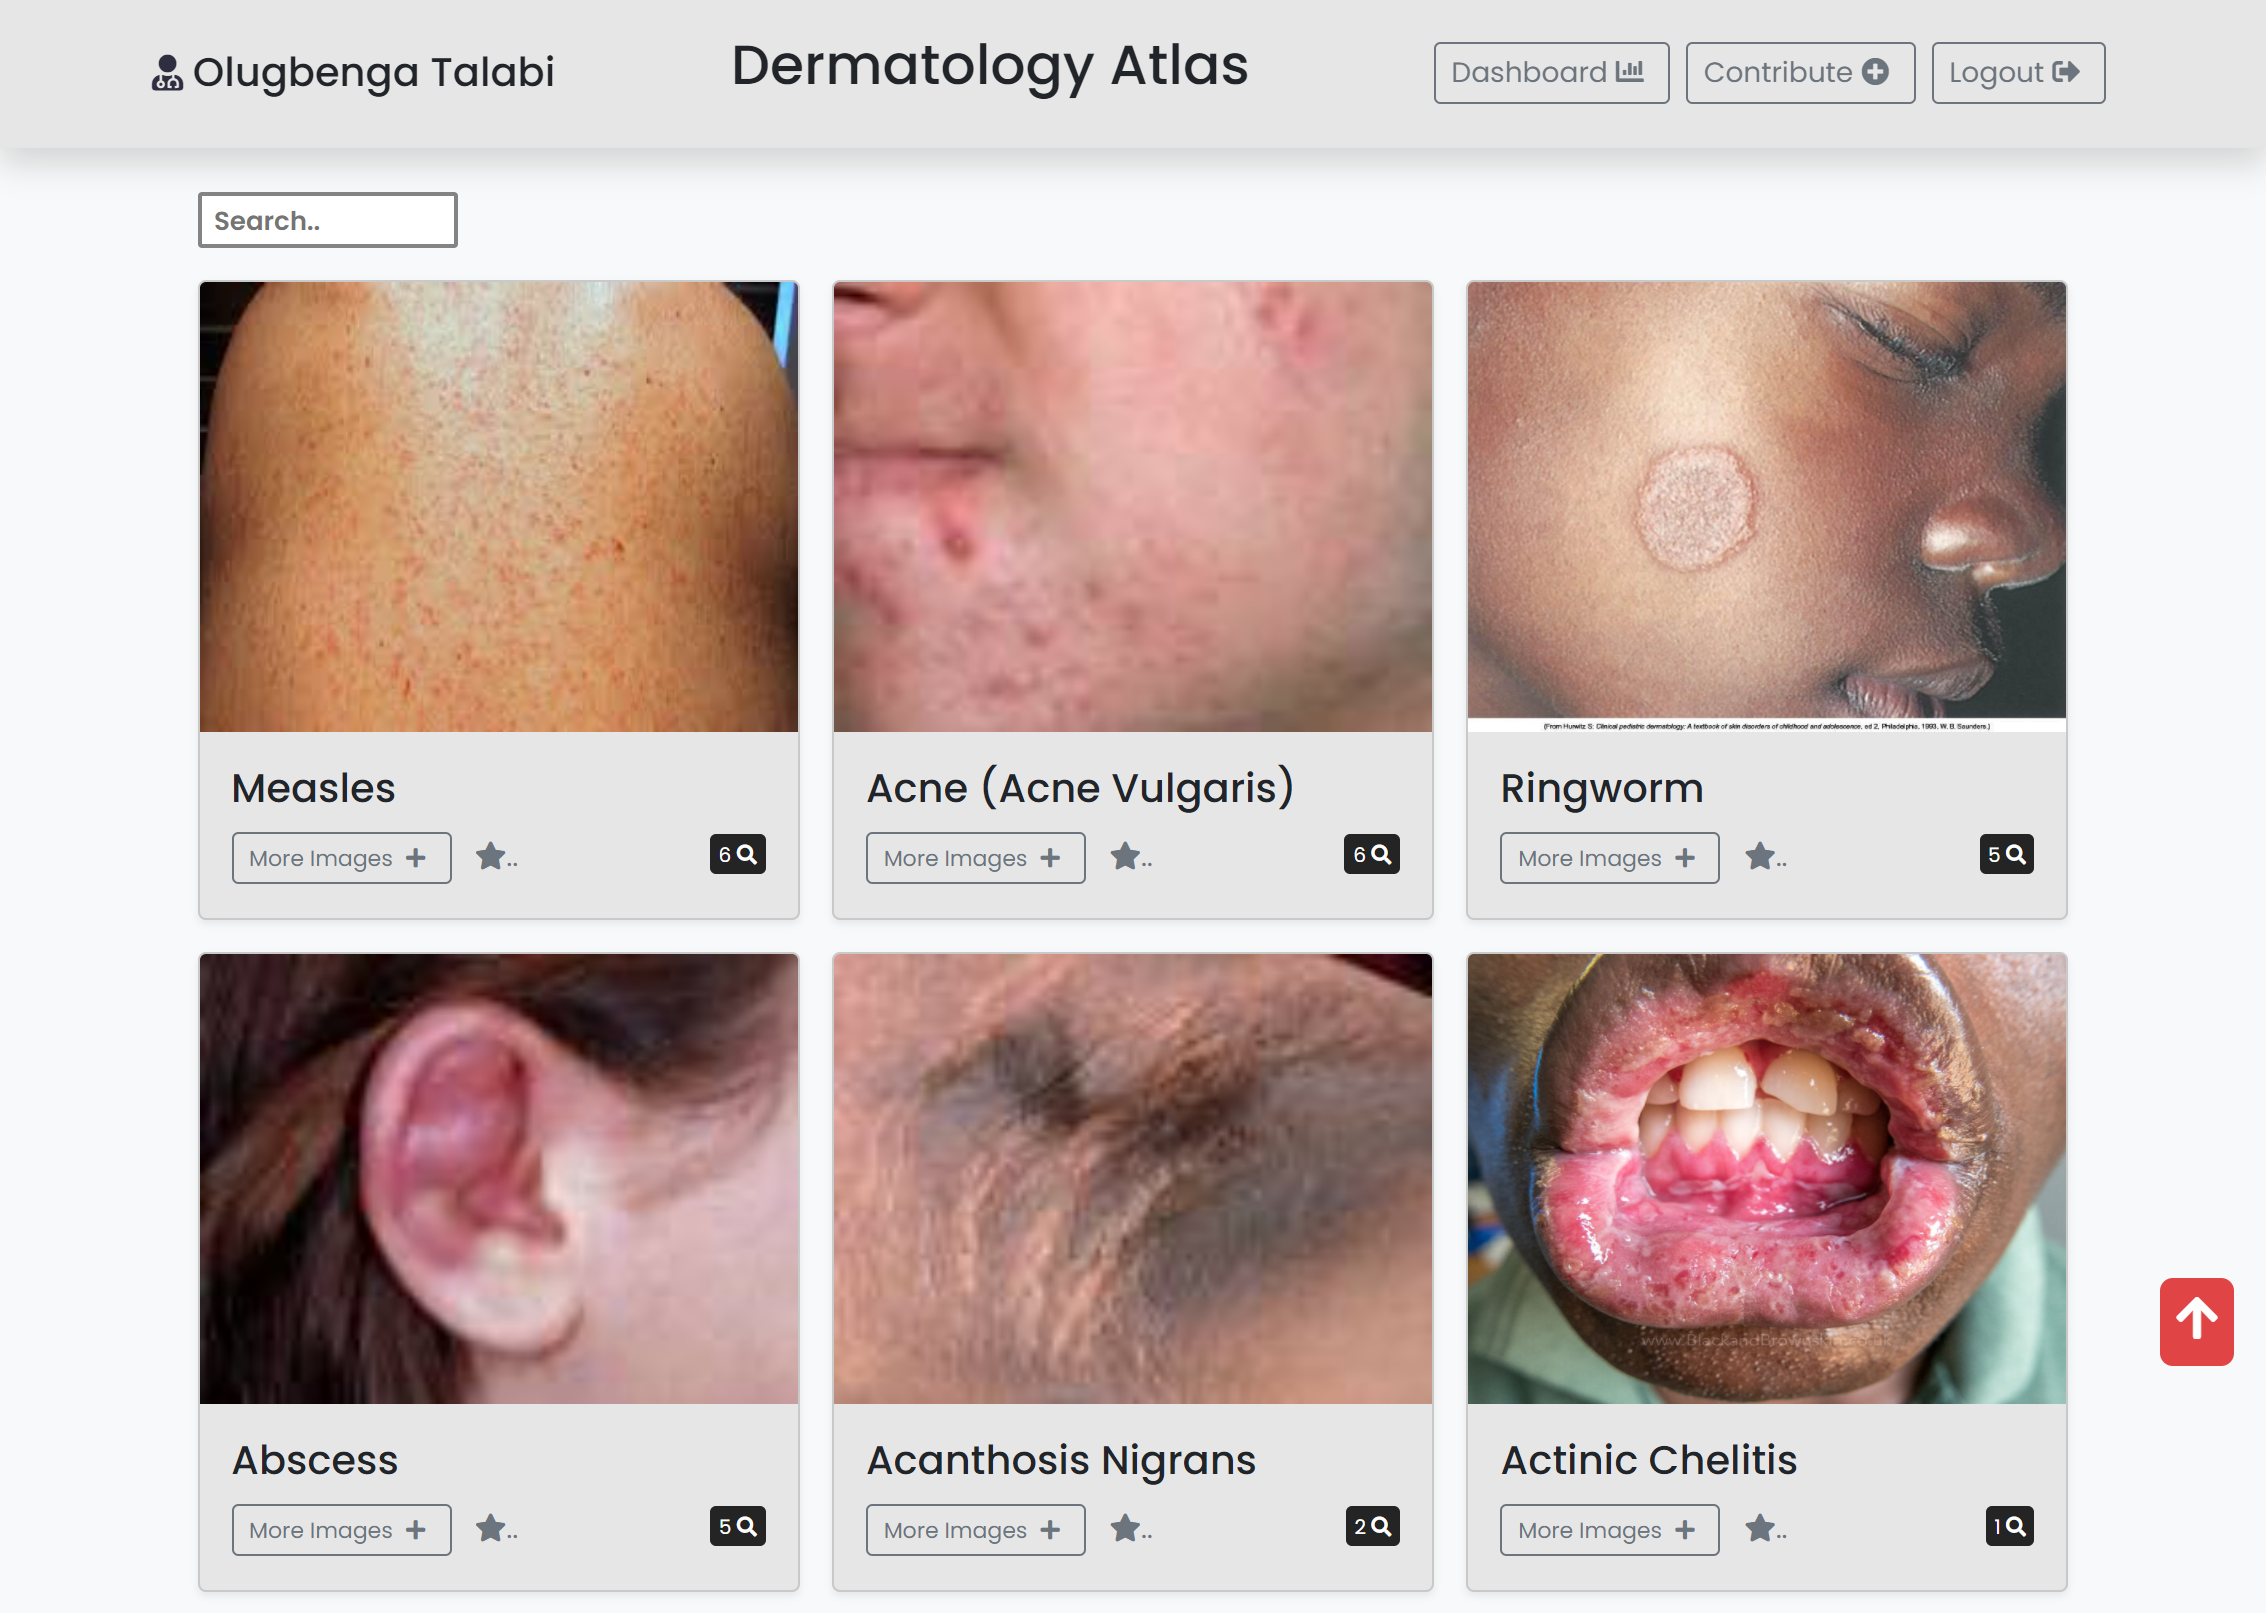 Olugbenga Talabi
Dermatology Atlas
Dashboard
Contribute
Logout
Search..
(From Hurwitz S: Clinical pediatric dermatology: A textbook of skin disorders of childhood and adolescence, ed 2, Philadelphia, 1993, W. B. Saunders.)
Measles
More Images +
..
6
Acne (Acne Vulgaris)
More Images +
..
6
Ringworm
More Images +
..
5
Abscess
More Images +
..
5
Acanthosis Nigrans
More Images +
..
2
Actinic Chelitis
More Images +
..
1